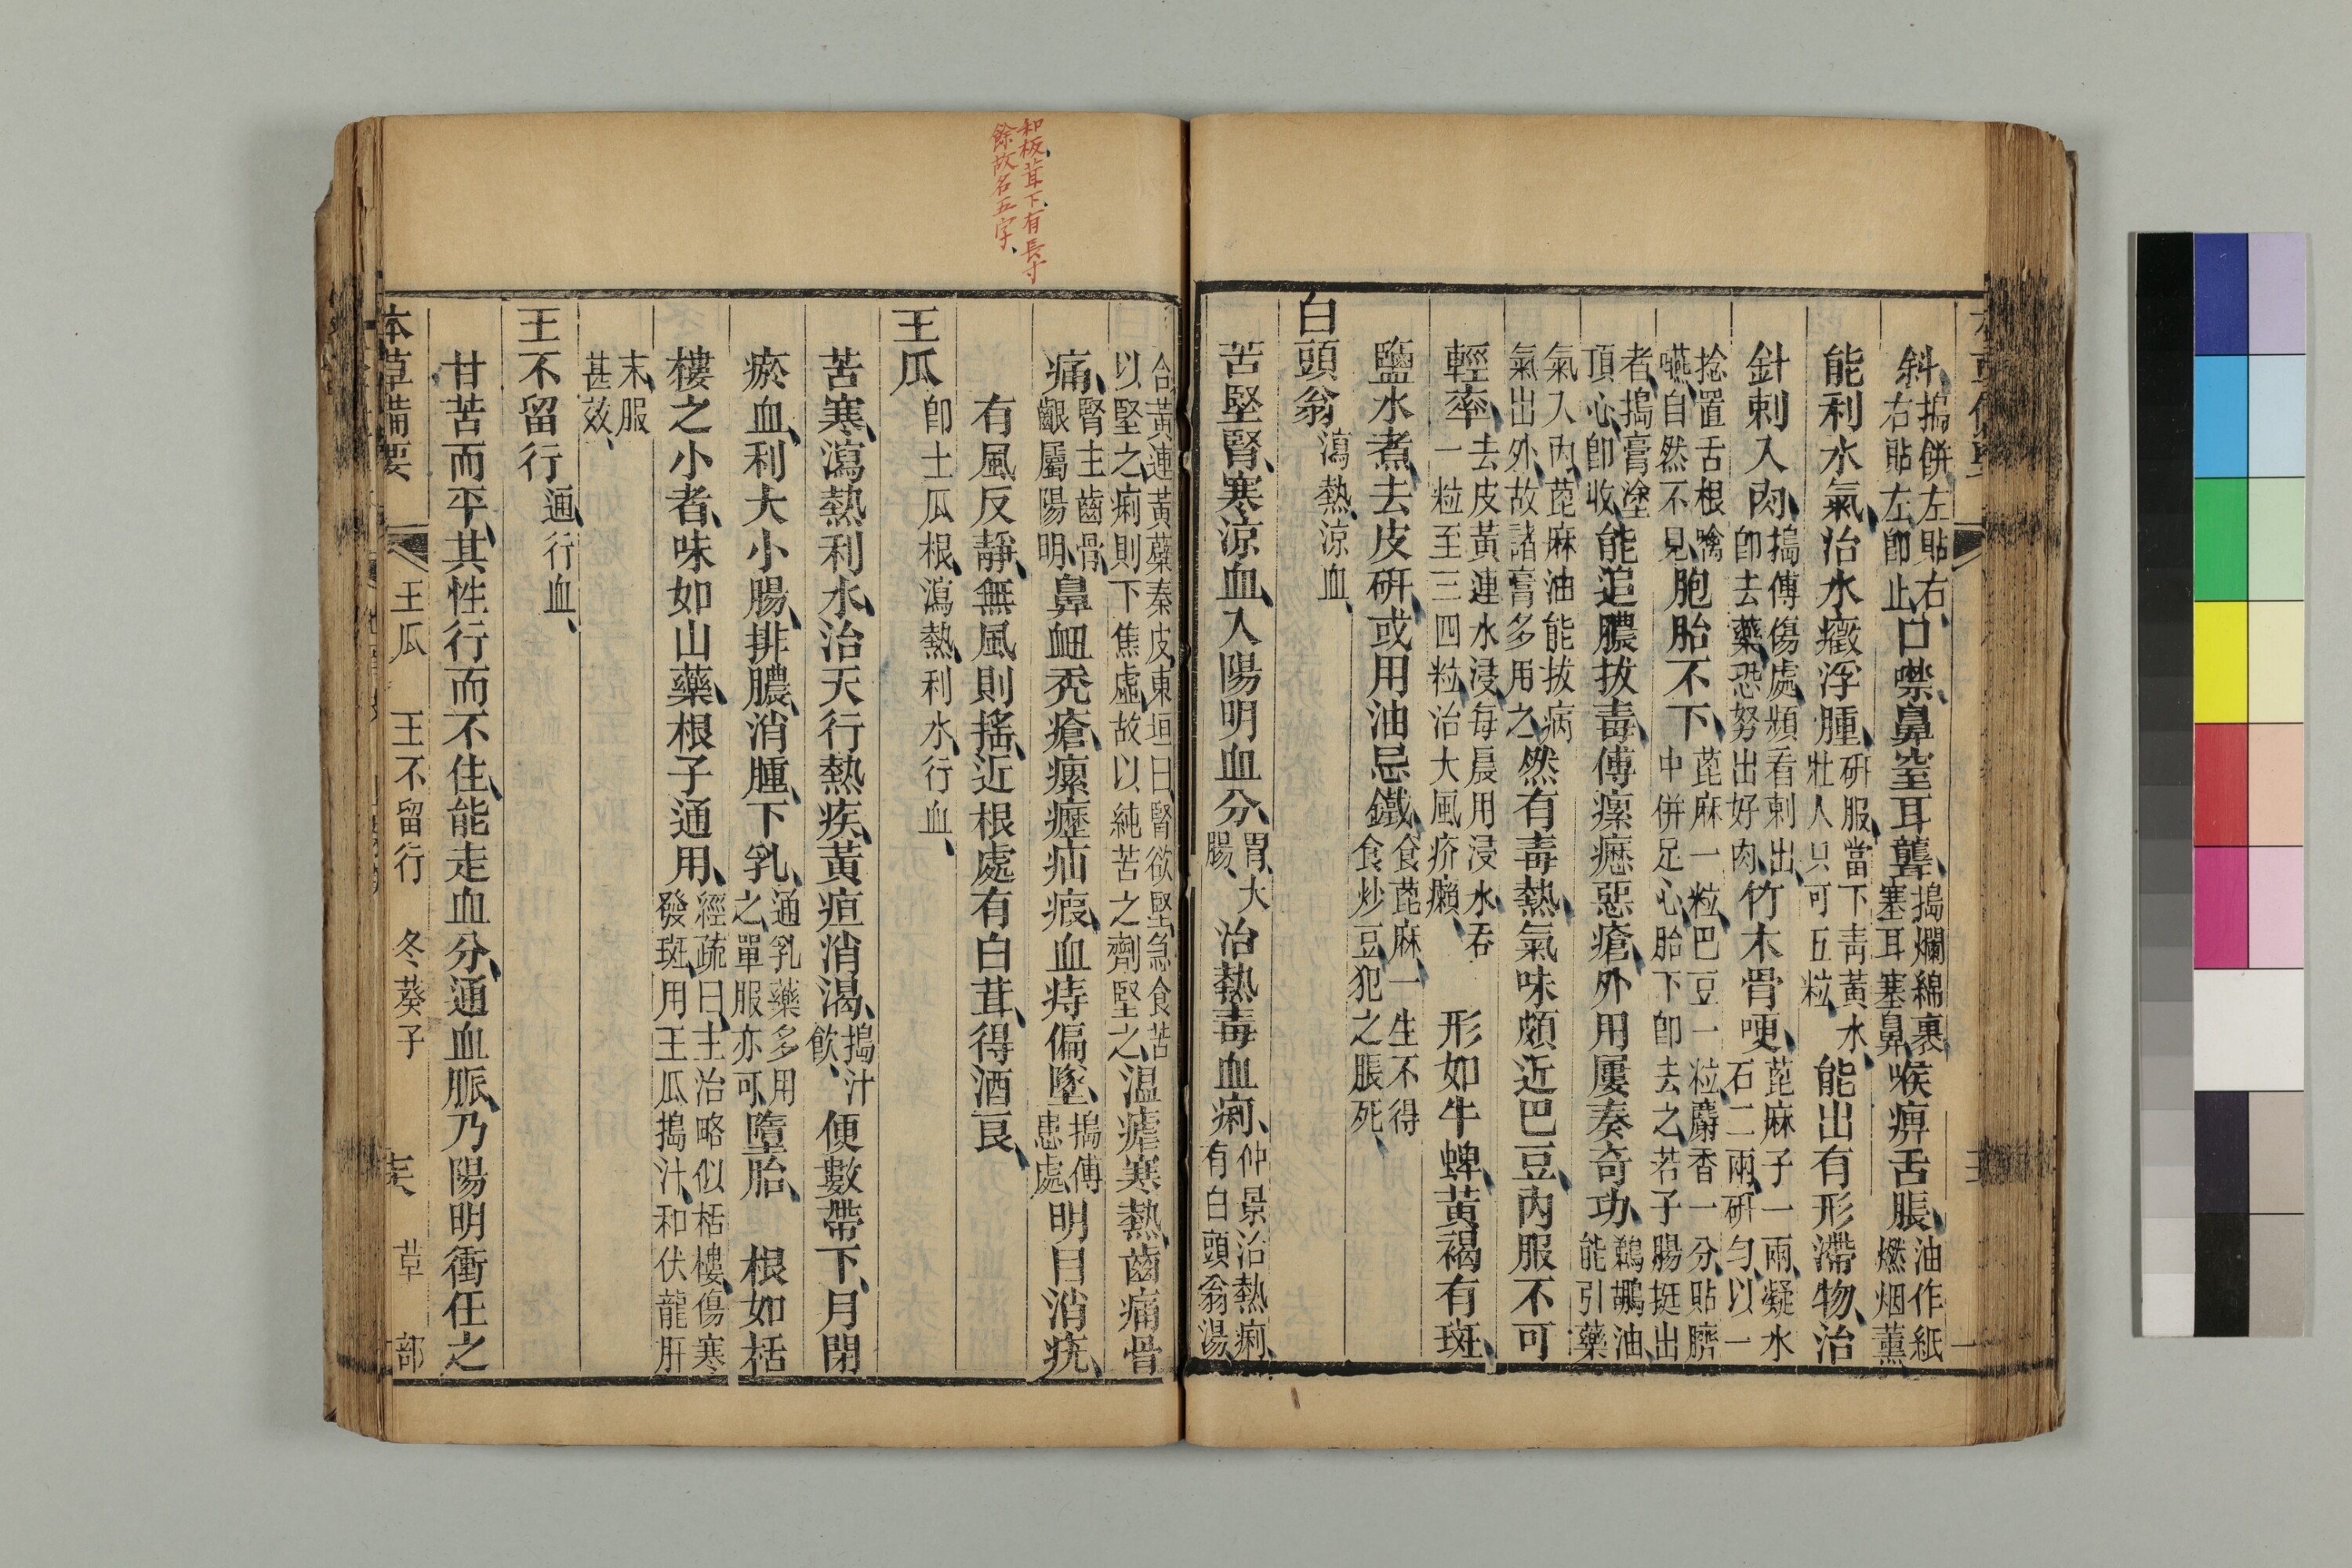 斜、搗餅左貼右、右貼左卽止、口噤、鼻窒耳聾、搗爛綿裹塞耳塞鼻喉痹舌脹、油作紙燃烟薰
能利水氣、治水癥浮腫、硏服當下靑黃水、壯人只可五粒、能出有形滯物、治
針刺入肉、搗傅傷處、頻看刺出、卽去藥、恐努出好肉、竹木骨哽、蓖麻子一兩、凝水石二兩、硏勻、以一
捻置舌根噙嚥、自然不見、胞胎不下、蓖麻一粒、巴豆一粒、麝香一分、貼臍中併足心、胎下卽去之、若子腸挺出
者、搗膏塗頂心、卽收、能追膿拔毒、傅瘰癧惡瘡、外用屢奏奇功、鵜鶘油、能引藥
氣入內、蓖麻油能拔病氣出外、故諸膏多用之、然有毒熱、氣味頗近巴豆、內服不可
輕率、去皮黃連水浸、每晨用浸水吞一粒、至三四粒、治大風疥癩、形如牛蜱、黃褐有斑、
鹽水煮、去皮硏、或用油、忌鐵、食蓖麻、一生不得食炒豆、犯之脹死、
白頭翁瀉熱、涼血、
苦堅腎、寒涼血、入陽明血分、胃、大腸、治熱毒血痢、仲景治熱痢、有白頭翁湯、
合黃連黃蘗秦皮、東垣曰、腎欲堅、急食苦以堅之、痢則下焦虛、故以純苦之劑堅之、温瘧寒熱、齒痛骨
痛、腎主齒骨、齦屬陽明、鼻衄禿瘡、瘰癧疝瘕、血痔偏墜、搗傅患處、明目消疣、
有風反靜、無風則搖、近根處有白茸、得酒良、
和板茸下有長寸
餘故名五字、
王瓜卽土瓜根、瀉熱、利水、行血、
苦寒、瀉熱利水、治天行熱疾、黃疸消渴、搗汁飲、便數帶下、月閉
瘀血、利大小腸、排膿、消腫、下乳、通乳藥多用之、單服亦可、墮胎、根如栝
樓之小者、味如山藥、根子通用、經疏曰、主治略似栝樓、傷寒發斑、用王瓜搗汁、和伏龍肝
末服甚效、
王不留行通、行血、
甘苦而平、其性行而不住、能走血分、通血脈、乃陽明衝任之
本草備要 王瓜 王不留行 冬葵子 草部